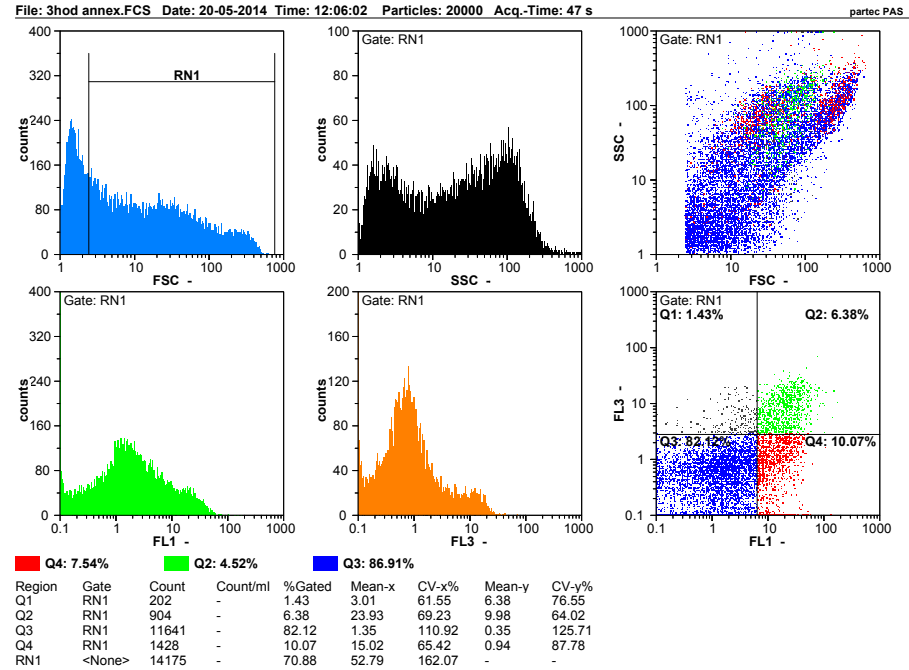 File: 3hod annex.FCS Date: 20-05-2014 Time: 12:06:02 Particles: 20000 Acq.-Time: 47 s partec PAS
400
320
240
160
80
0
counts
RN1
1 10 100 1000
FSC -
Gate: RN1
100
80
60
40
20
0
counts
1 10 100 1000
SSC -
Gate: RN1
1000
100
10
1
SSC -
1 10 100 1000
FSC -
Gate: RN1
400
320
240
160
80
0
counts
0.1 1 10 100 1000
FL1 -
Gate: RN1
200
160
120
80
40
0
counts
0.1 1 10 100 1000
FL3 -
Gate: RN1
Q1: 1.43% Q2: 6.38%
Q3: 82.12% Q4: 10.07%
1000
100
10
1
0.1
FL3 -
0.1 1 10 100 1000
FL1 -
Q4: 7.54% Q2: 4.52% Q3: 86.91%
Region Gate Count Count/ml %Gated Mean-x CV-x% Mean-y CV-y%
Q1 RN1 202 - 1.43 3.01 61.55 6.38 76.55
Q2 RN1 904 - 6.38 23.93 69.23 9.98 64.02
Q3 RN1 11641 - 82.12 1.35 110.92 0.35 125.71
Q4 RN1 1428 - 10.07 15.02 65.42 0.94 87.78
RN1 <None> 14175 - 70.88 52.79 162.07 - -